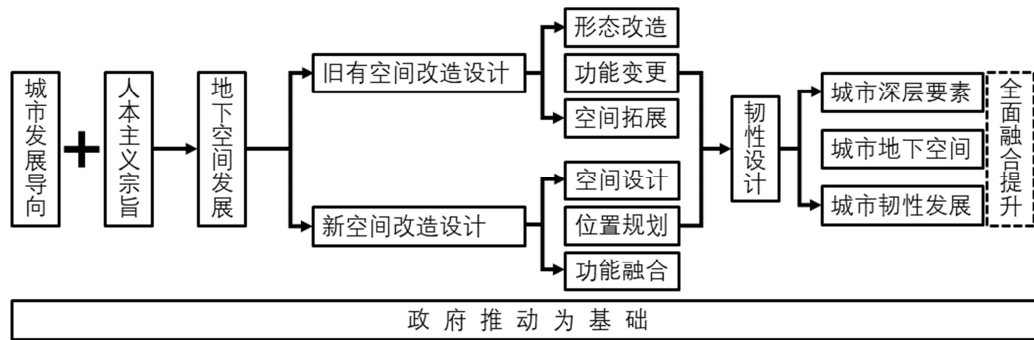 城市发展导向
人本主义宗旨
地下空间发展
旧有空间改造设计
新空间改造设计
形态改造
功能变更
空间拓展
空间设计
位置规划
功能融合
韧性设计
城市深层要素
城市地下空间
城市韧性发展
全面融合提升
政府推动为基础